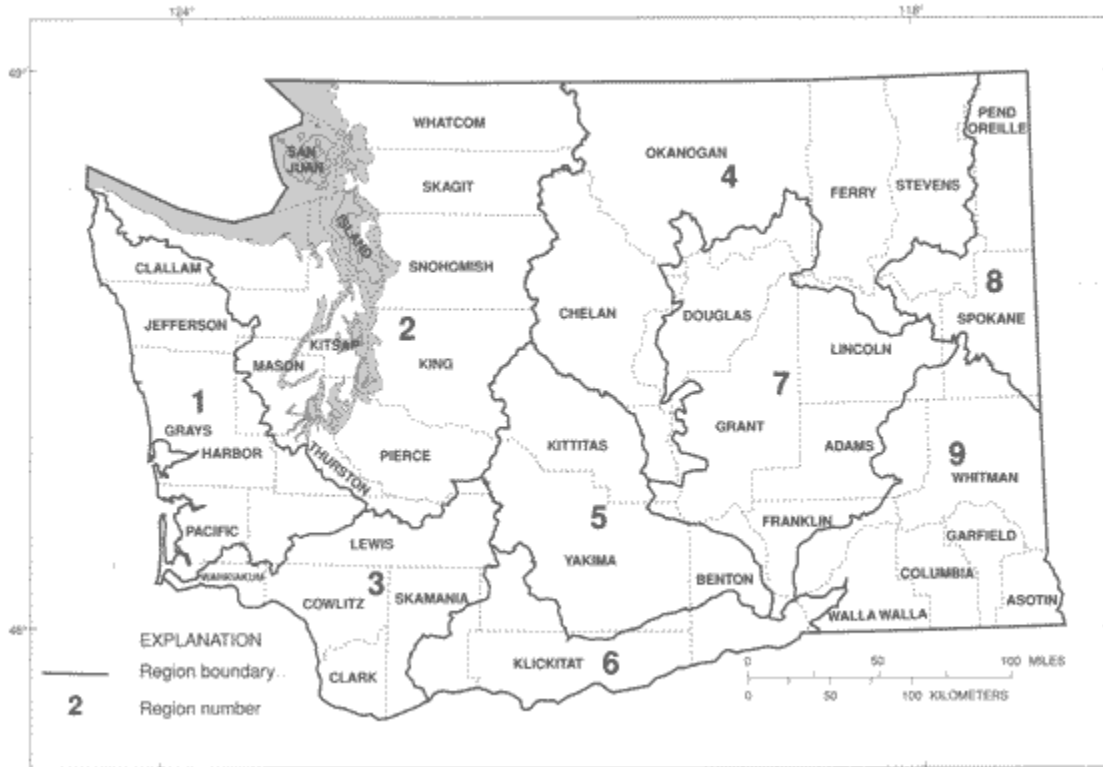 124° 118°
49°
WHATCOM
PEND
OREILLE
SAN
JUAN
OKANOGAN
4
SKAGIT
FERRY
STEVENS
ISLAND
CLALLAM
SNOHOMISH
8
JEFFERSON
CHELAN
DOUGLAS
SPOKANE
2
KITSAP
LINCOLN
MASON
KING
7
1
GRAYS
HARBOR
GRANT
KITTITAS
ADAMS
THURSTON
PIERCE
9
WHITMAN
5
FRANKLIN
PACIFIC
LEWIS
GARFIELD
YAKIMA
WAHKIAKUM
3
BENTON
COLUMBIA
COWLITZ
SKAMANIA
ASOTIN
WALLA WALLA
46°
EXPLANATION
Region boundary
2 Region number
CLARK
KLICKITAT 6
0 50 100 MILES
0 50 100 KILOMETERS